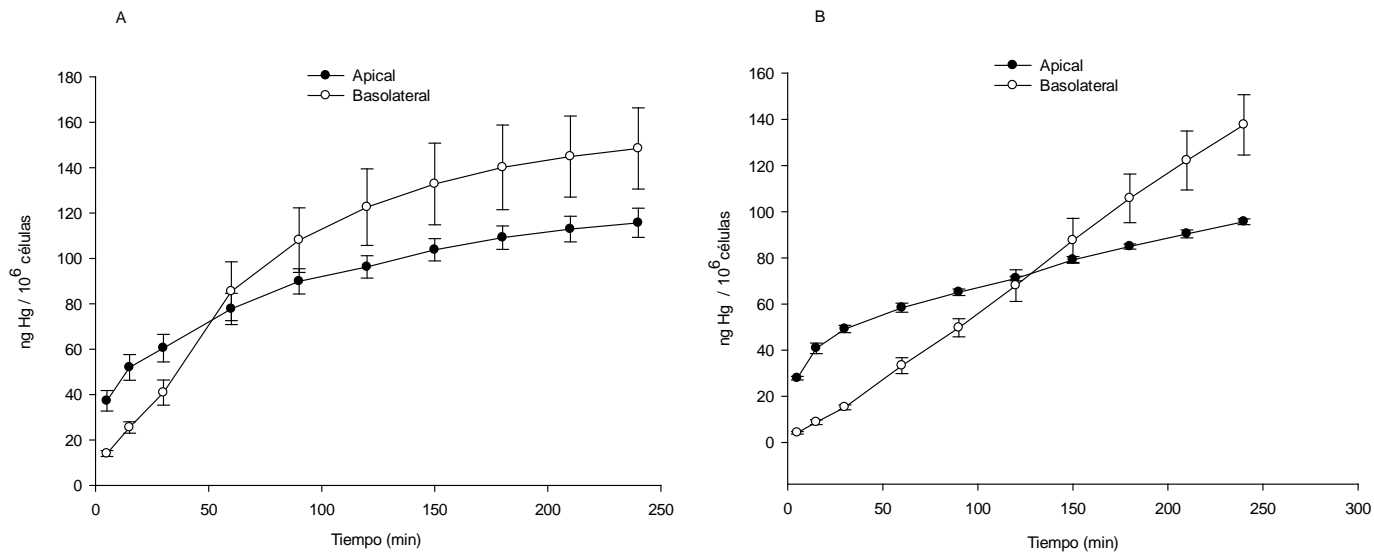 A
Apical
Basolateral
ng Hg / 10^6 células
180
160
140
120
100
80
60
40
20
0
0 50 100 150 200 250
Tiempo (min)
B
Apical
Basolateral
ng Hg / 10^6 células
160
140
120
100
80
60
40
20
0
0 50 100 150 200 250 300
Tiempo (min)